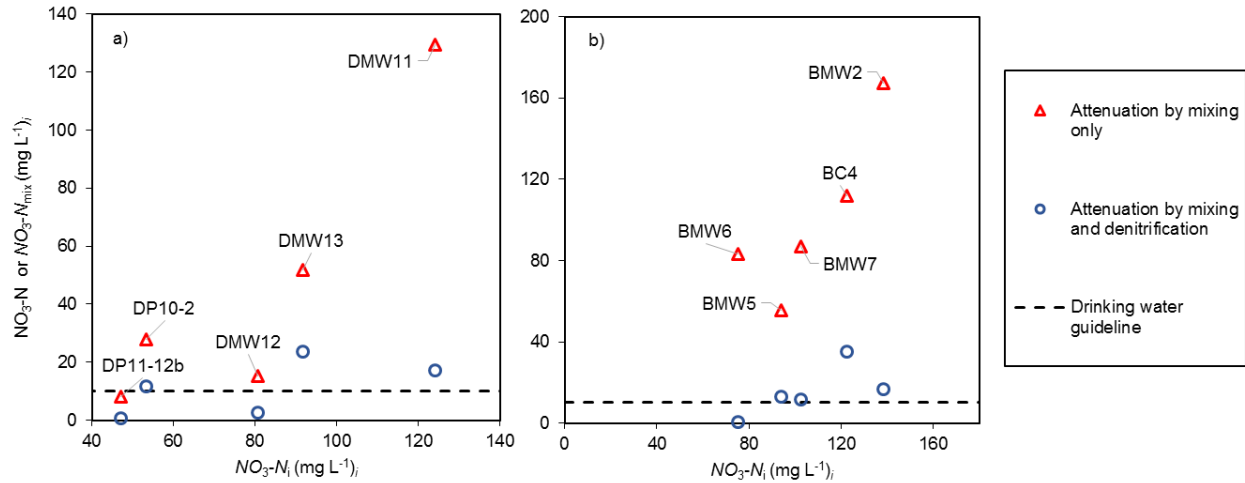 a)
140
120
100
80
60
40
20
0
NO3-N or NO3-Nmix (mg L-1)i
DMW11
DMW13
DP10-2
DMW12
DP11-12b
40 60 80 100 120 140
NO3-Ni (mg L-1)i
b)
200
160
120
80
40
0
BMW2
BC4
BMW6
BMW7
BMW5
0 40 80 120 160
NO3-Ni (mg L-1)i
Attenuation by mixing
only
Attenuation by mixing
and denitrification
Drinking water
guideline